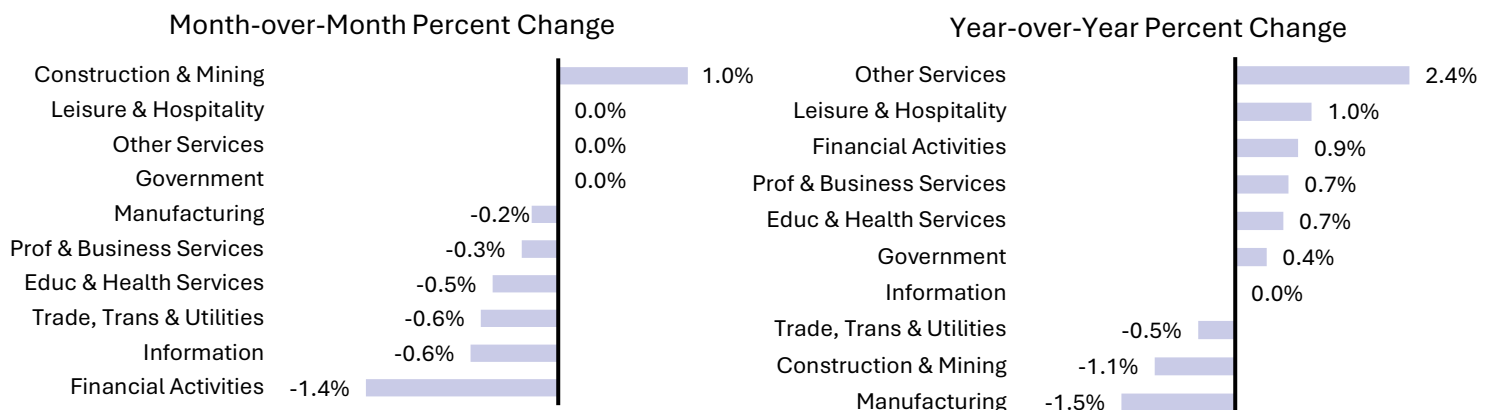 Month-over-Month Percent Change
Construction & Mining 1.0%
Leisure & Hospitality 0.0%
Other Services 0.0%
Government 0.0%
Manufacturing -0.2%
Prof & Business Services -0.3%
Educ & Health Services -0.5%
Trade, Trans & Utilities -0.6%
Information -0.6%
Financial Activities -1.4%
Year-over-Year Percent Change
Other Services 2.4%
Leisure & Hospitality 1.0%
Financial Activities 0.9%
Prof & Business Services 0.7%
Educ & Health Services 0.7%
Government 0.4%
Information 0.0%
Trade, Trans & Utilities -0.5%
Construction & Mining -1.1%
Manufacturing -1.5%